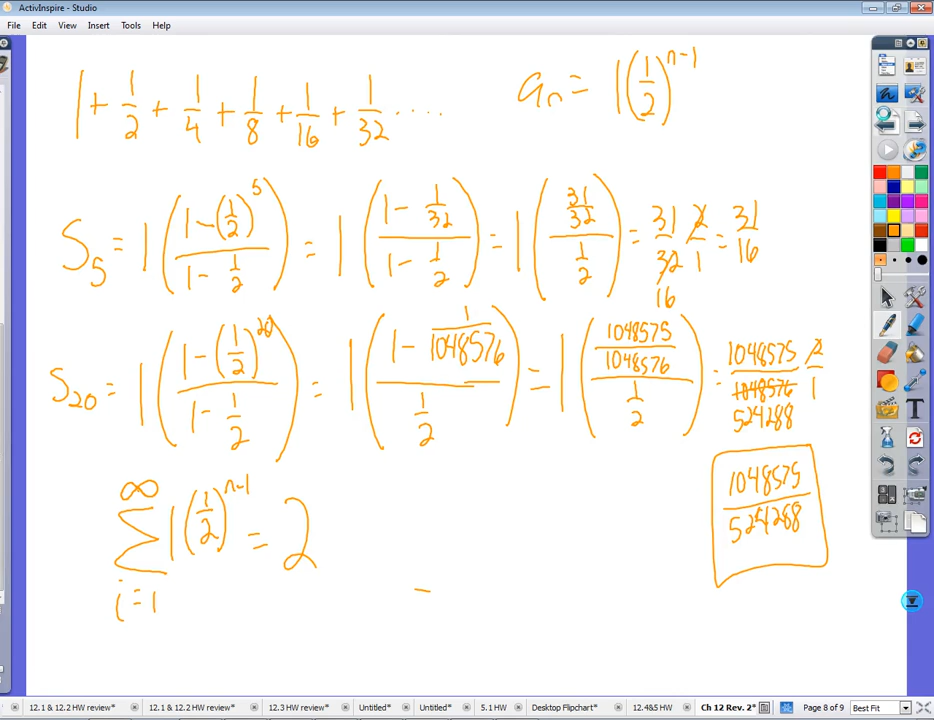 ActivInspire - Studio
File Edit View Insert Tools Help
1 + 1/2 + 1/4 + 1/8 + 1/16 + 1/32 ....
aₙ = 1(1/2)ⁿ⁻¹
S₅ = 1((1-(1/2)⁵)/(1-1/2)) = 1((1-1/32)/(1-1/2)) = 1((31/32)/(1/2)) = 31/32 2/1 = 31/16
16
S₂₀ = 1((1-(1/2)²⁰)/(1-1/2)) = 1((1-1/1048576)/(1/2)) = 1((1048575/1048576)/(1/2)) = 1048575/1048576 2/1
524288
1048575/524288
∞
Σ 1(1/2)ⁿ⁻¹ = 2
i=1
-
12.1 & 12.2 HW review* 12.1 & 12.2 HW review* 12.3 HW review* Untitled* Untitled* 5.1 HW Desktop Flipchart* 12.4&5 HW Ch 12 Rev. 2* Page 8 of 9 Best Fit